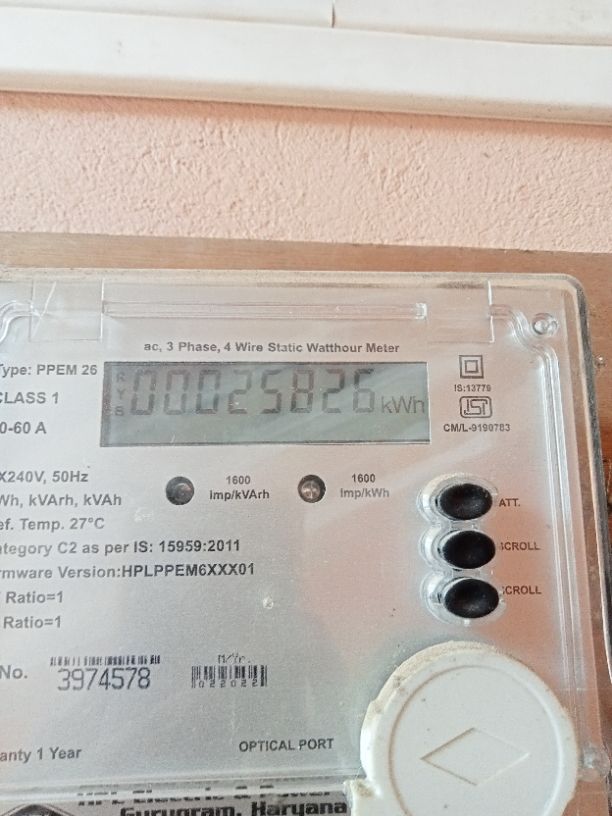 ac, 3 Phase, 4 Wire Static Watthour Meter
Type: PPEM 26
CLASS 1
0-60 A
R
Y
B
00025826 kWh
IS:13779
CM/L-9190783
X240V, 50Hz
Wh, kVArh, kVAh
ef. Temp. 27°C
ategory C2 as per IS: 15959:2011
rmware Version:HPLPPEM6XXX01
Ratio=1
Ratio=1
1600
Imp/kVArh
1600
Imp/kWh
ATT.
SCROLL
SCROLL
No.
3974578
M/Yr.
anty 1 Year
OPTICAL PORT
Gurugram, Haryana